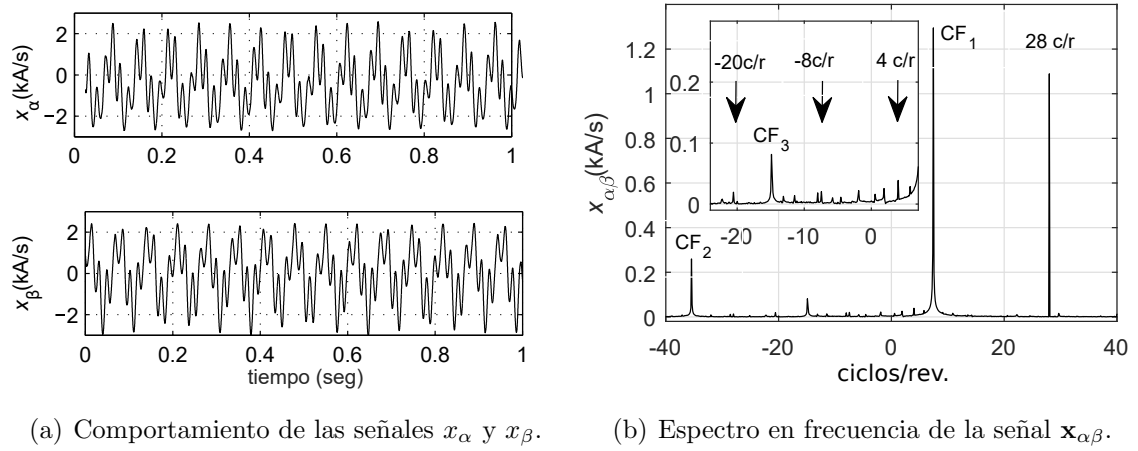 x_α(kA/s)
2
0
−2
0 0.2 0.4 0.6 0.8 1
x_β(kA/s)
2
0
−2
0 0.2 0.4 0.6 0.8 1
tiempo (seg)
(a) Comportamiento de las señales x_α y x_β.
x_αβ(kA/s)
1.2
1
0.8
0.6
0.4
0.2
0
-40 -20 0 20 40
ciclos/rev.
CF₁
28 c/r
CF₂
-20c/r -8c/r 4 c/r
CF₃
0.2
0.1
0
-20 -10 0
(b) Espectro en frecuencia de la señal x_αβ.